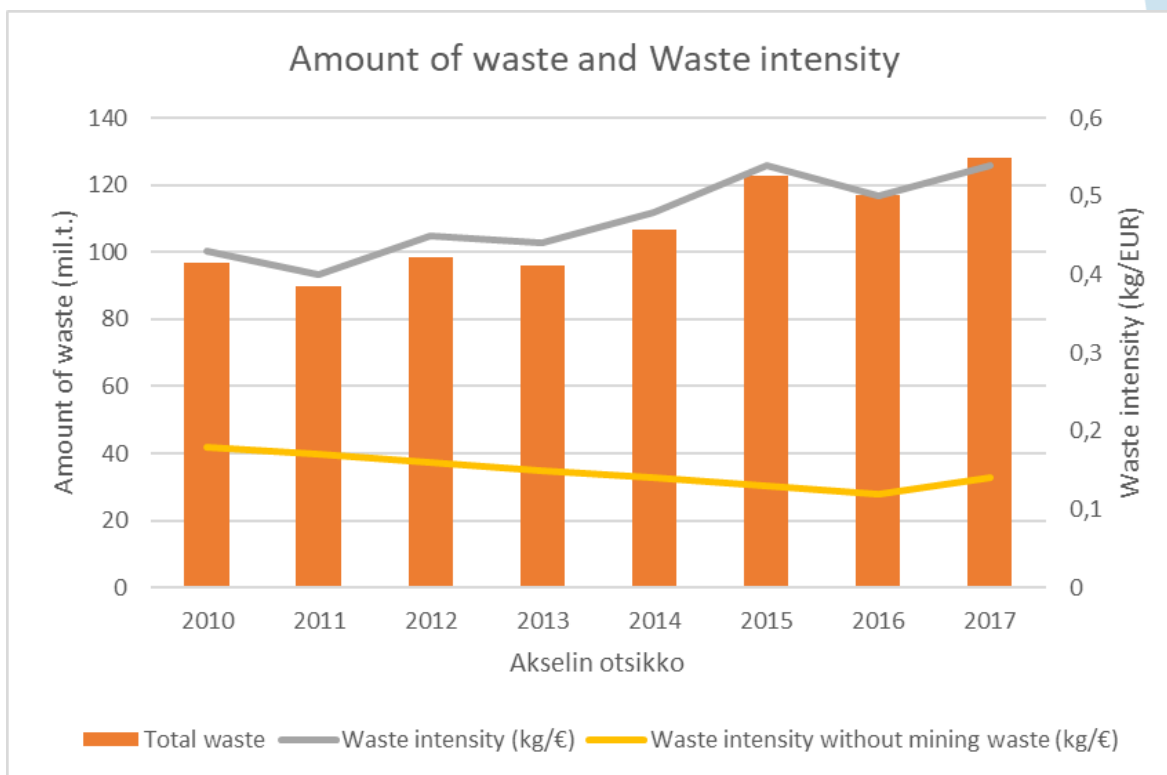 Amount of waste and Waste intensity
Amount of waste (mil.t.)
140
120
100
80
60
40
20
0
0,6
0,5
0,4
0,3
0,2
0,1
0
Waste intensity (kg/EUR)
2010 2011 2012 2013 2014 2015 2016 2017
Akselin otsikko
Total waste Waste intensity (kg/€) Waste intensity without mining waste (kg/€)